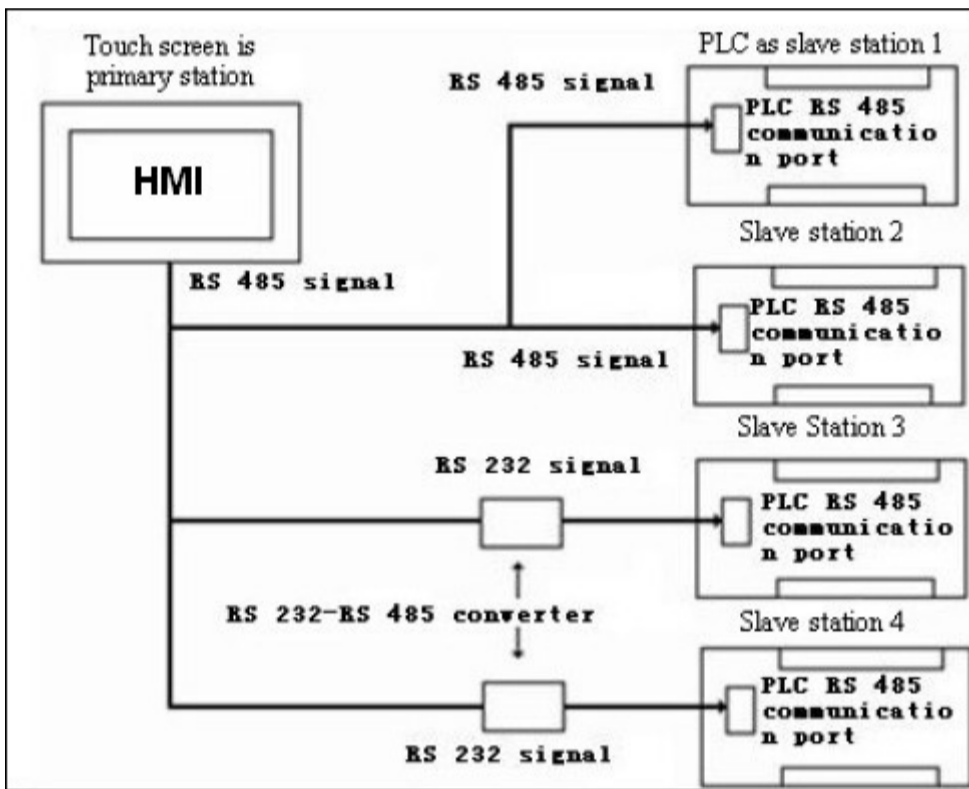 Touch screen is
primary station
HMI
RS 485 signal
PLC as slave station 1
RS 485 signal
PLC RS 485
communicatio
n port
Slave station 2
PLC RS 485
communicatio
n port
RS 485 signal
Slave Station 3
RS 232 signal
PLC RS 485
communicatio
n port
RS 232-RS 485 converter
Slave station 4
PLC RS 485
communicatio
n port
RS 232 signal